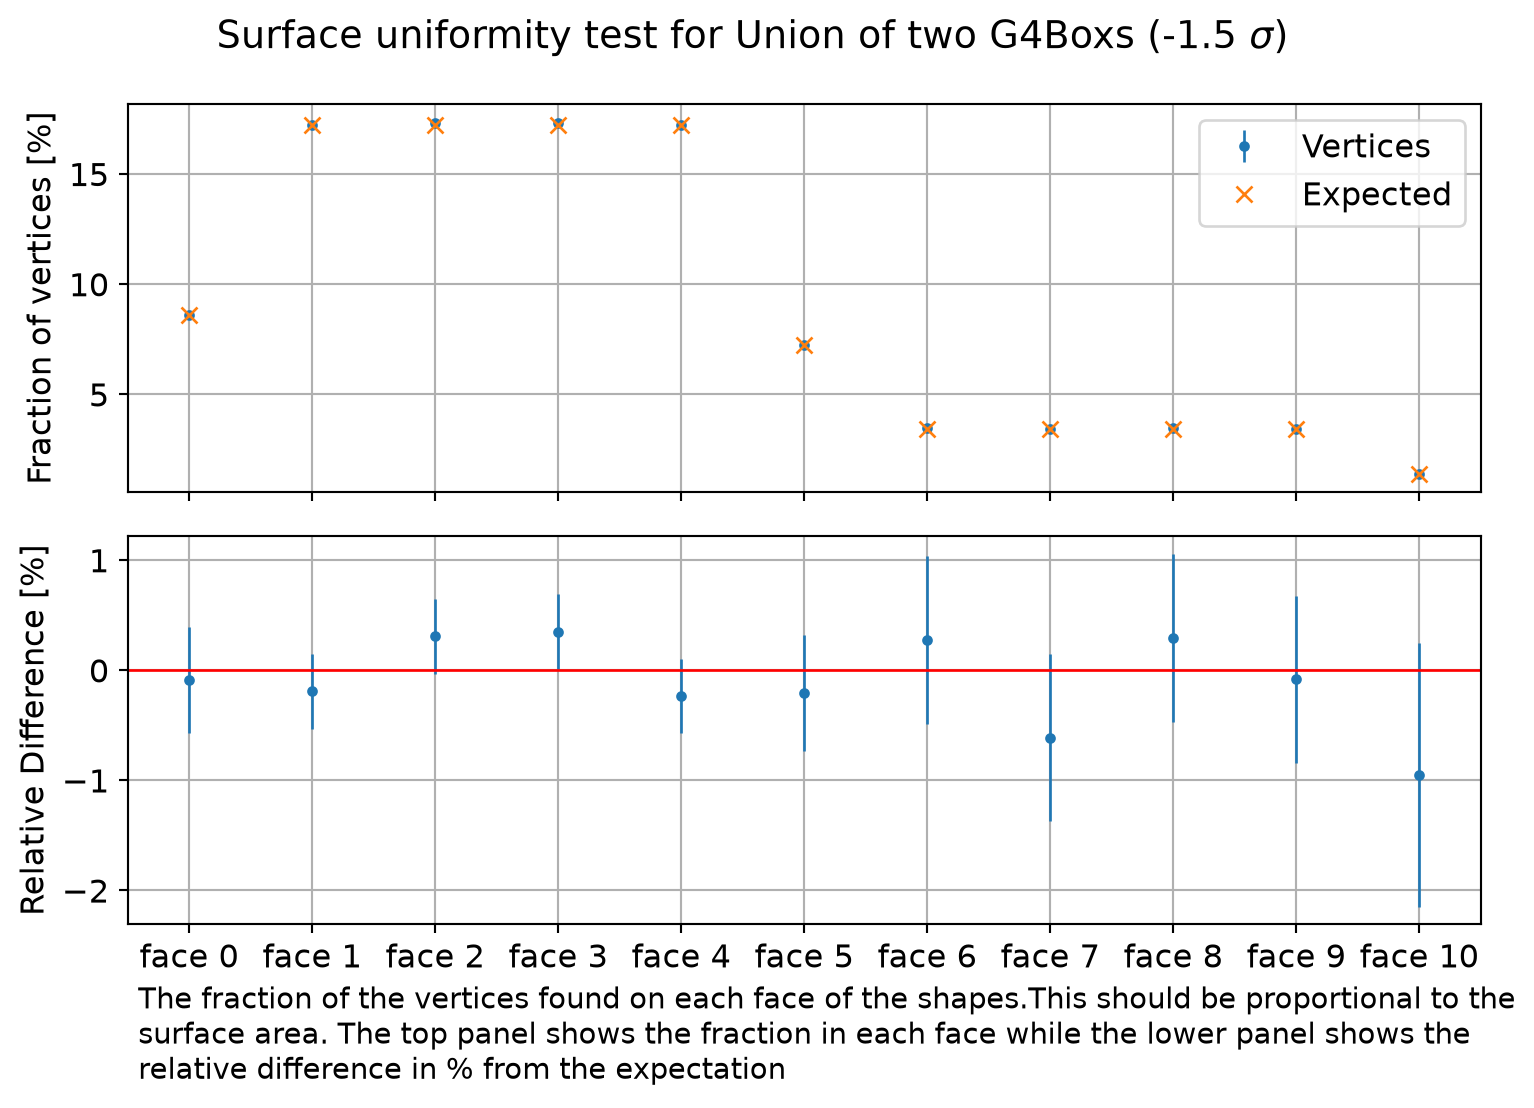 Surface uniformity test for Union of two G4Boxs (-1.5 σ)
Fraction of vertices [%]
15
10
5
Vertices
Expected
Relative Difference [%]
1
0
−1
−2
face 0 face 1 face 2 face 3 face 4 face 5 face 6 face 7 face 8 face 9 face 10
The fraction of the vertices found on each face of the shapes.This should be proportional to the
surface area. The top panel shows the fraction in each face while the lower panel shows the
relative difference in % from the expectation